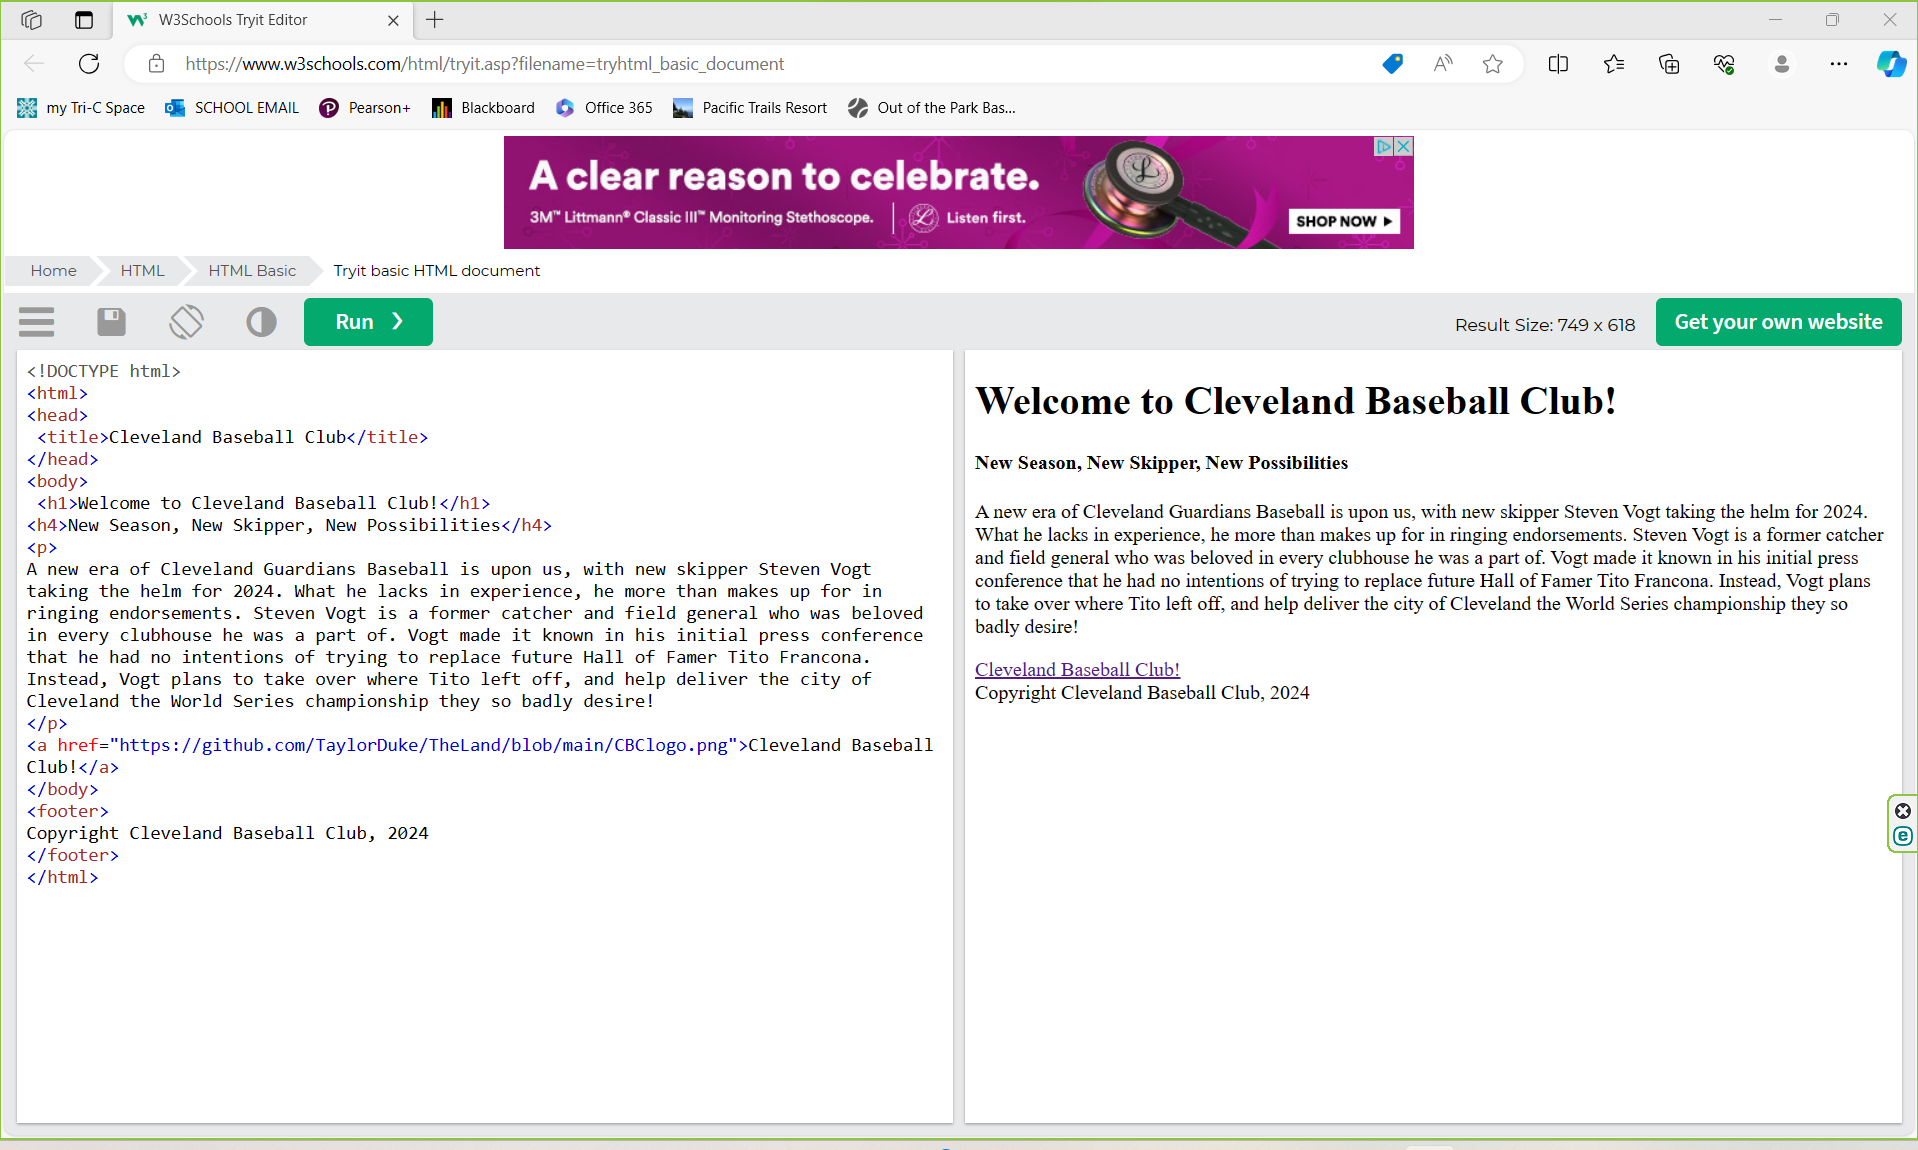 W3Schools Tryit Editor
https://www.w3schools.com/html/tryit.asp?filename=tryhtml_basic_document
my Tri-C Space SCHOOL EMAIL Pearson+ Blackboard Office 365 Pacific Trails Resort Out of the Park Bas...
A clear reason to celebrate.
3M™ Littmann® Classic III™ Monitoring Stethoscope. Listen first.
SHOP NOW
Home HTML HTML Basic Tryit basic HTML document
Run ❯
Result Size: 749 x 618
Get your own website
<!DOCTYPE html>
<html>
<head>
<title>Cleveland Baseball Club</title>
</head>
<body>
<h1>Welcome to Cleveland Baseball Club!</h1>
<h4>New Season, New Skipper, New Possibilities</h4>
<p>
A new era of Cleveland Guardians Baseball is upon us, with new skipper Steven Vogt
taking the helm for 2024. What he lacks in experience, he more than makes up for in
ringing endorsements. Steven Vogt is a former catcher and field general who was beloved
in every clubhouse he was a part of. Vogt made it known in his initial press conference
that he had no intentions of trying to replace future Hall of Famer Tito Francona.
Instead, Vogt plans to take over where Tito left off, and help deliver the city of
Cleveland the World Series championship they so badly desire!
</p>
<a href="https://github.com/TaylorDuke/TheLand/blob/main/CBClogo.png">Cleveland Baseball
Club!</a>
</body>
<footer>
Copyright Cleveland Baseball Club, 2024
</footer>
</html>
Welcome to Cleveland Baseball Club!
New Season, New Skipper, New Possibilities
A new era of Cleveland Guardians Baseball is upon us, with new skipper Steven Vogt taking the helm for 2024.
What he lacks in experience, he more than makes up for in ringing endorsements. Steven Vogt is a former catcher
and field general who was beloved in every clubhouse he was a part of. Vogt made it known in his initial press
conference that he had no intentions of trying to replace future Hall of Famer Tito Francona. Instead, Vogt plans
to take over where Tito left off, and help deliver the city of Cleveland the World Series championship they so
badly desire!
Cleveland Baseball Club!
Copyright Cleveland Baseball Club, 2024